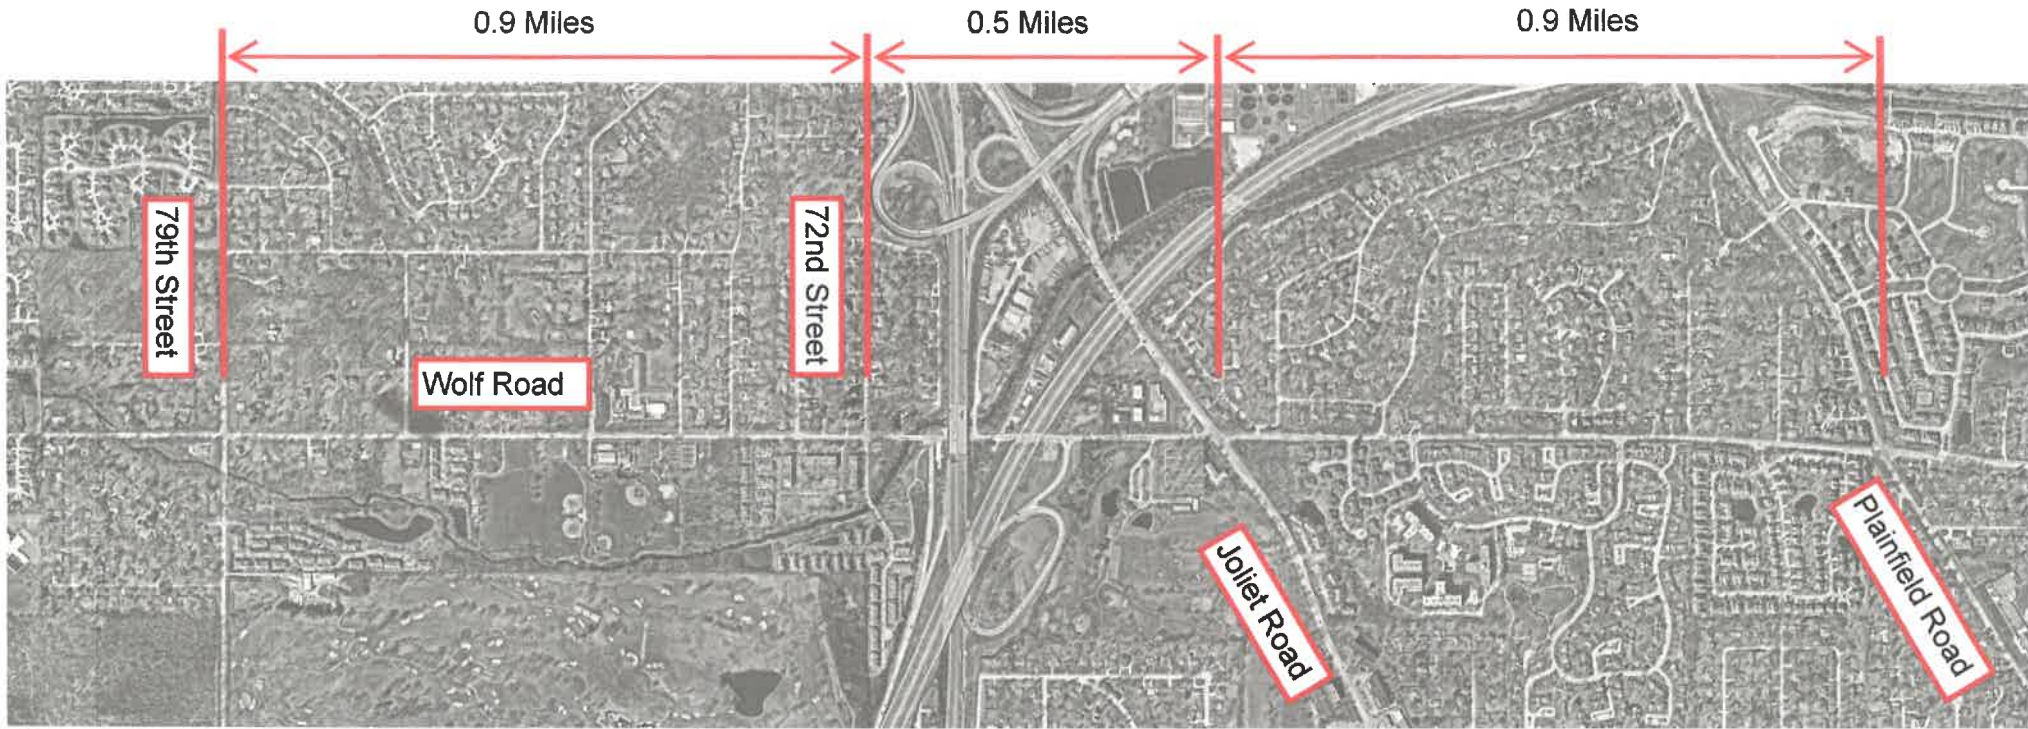 0.9 Miles
0.5 Miles
0.9 Miles
79th Street
72nd Street
Wolf Road
Joliet Road
Plainfield Road